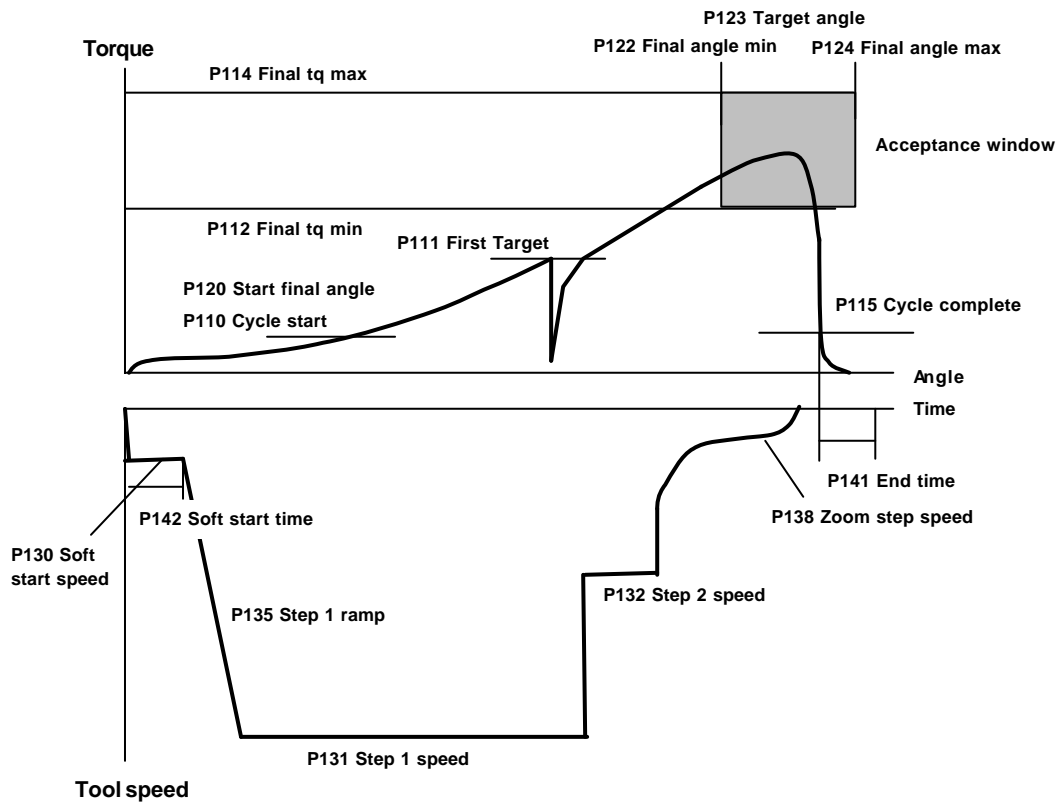 P123 Target angle
P122 Final angle min
P124 Final angle max
Torque
P114 Final tq max
Acceptance window
P112 Final tq min
P111 First Target
P120 Start final angle
P110 Cycle start
P115 Cycle complete
Angle
Time
P141 End time
P142 Soft start time
P138 Zoom step speed
P130 Soft
start speed
P132 Step 2 speed
P135 Step 1 ramp
P131 Step 1 speed
Tool speed